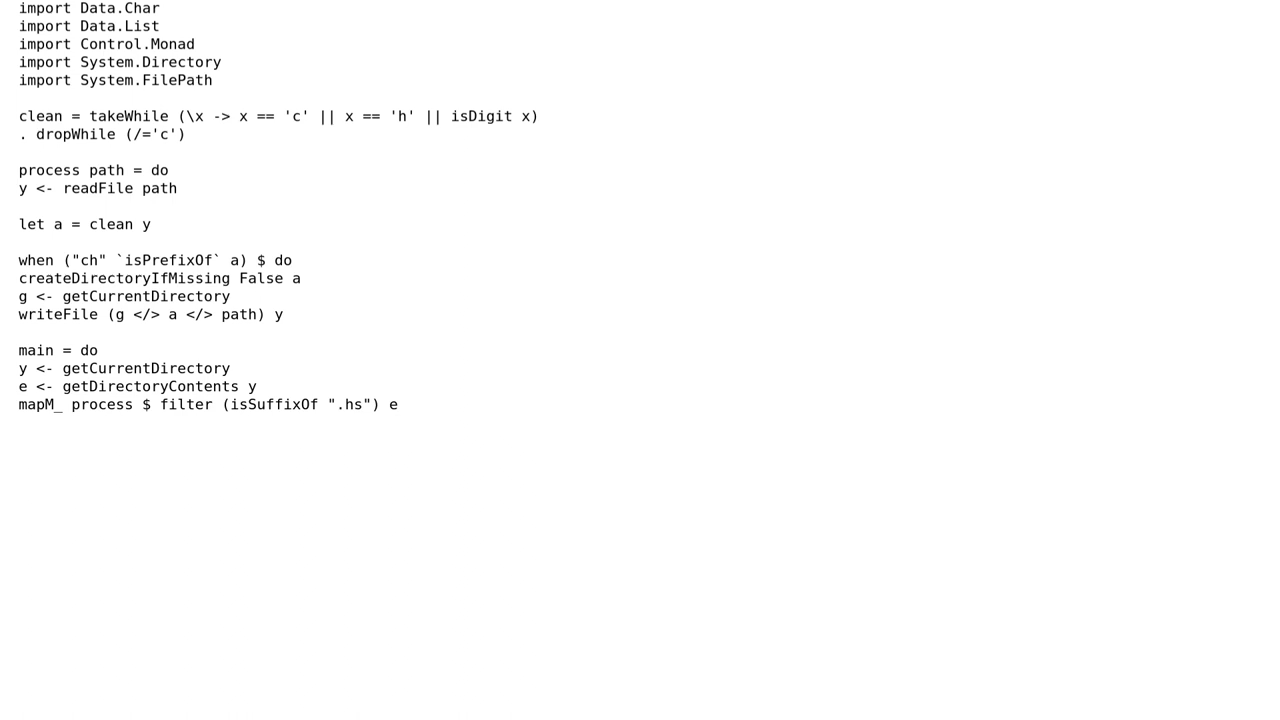 import Data.Char
import Data.List
import Control.Monad
import System.Directory
import System.FilePath

clean = takeWhile (\x -> x == 'c' || x == 'h' || isDigit x)
. dropWhile (/='c')

process path = do
y <- readFile path

let a = clean y

when ("ch" `isPrefixOf` a) $ do
createDirectoryIfMissing False a
g <- getCurrentDirectory
writeFile (g </> a </> path) y

main = do
y <- getCurrentDirectory
e <- getDirectoryContents y
mapM_ process $ filter (isSuffixOf ".hs") e